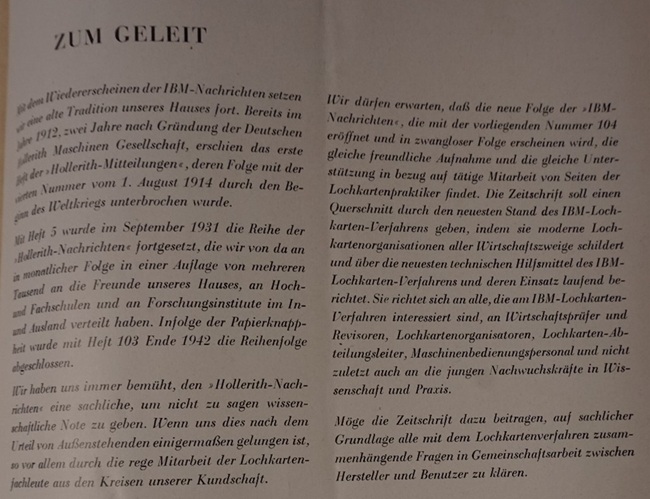 ZUM GELEIT
Mit dem Wiedererscheinen der IBM-Nachrichten setzen
wir eine alte Tradition unseres Hauses fort. Bereits im
Jahre 1912, zwei Jahre nach Gründung der Deutschen
Hollerith Maschinen Gesellschaft, erschien das erste
Heft der »Hollerith-Mitteilungen«, deren Folge mit der
vierten Nummer vom 1. August 1914 durch den Be-
ginn des Weltkriegs unterbrochen wurde.
Mit Heft 5 wurde im September 1931 die Reihe der
»Hollerith-Nachrichten« fortgesetzt, die wir von da an
in monatlicher Folge in einer Auflage von mehreren
Tausend an die Freunde unseres Hauses, an Hoch-
und Fachschulen und an Forschungsinstitute im In-
und Ausland verteilt haben. Infolge der Papierknapp-
heit wurde mit Heft 103 Ende 1942 die Reihenfolge
abgeschlossen.
Wir haben uns immer bemüht, den »Hollerith-Nach-
richten« eine sachliche, um nicht zu sagen wissen-
schaftliche Note zu geben. Wenn uns dies nach dem
Urteil von Außenstehenden einigermaßen gelungen ist,
so vor allem durch die rege Mitarbeit der Lochkarten-
fachleute aus den Kreisen unserer Kundschaft.
Wir dürfen erwarten, daß die neue Folge der »IBM-
Nachrichten«, die mit der vorliegenden Nummer 104
eröffnet und in zwangloser Folge erscheinen wird, die
gleiche freundliche Aufnahme und die gleiche Unter-
stützung in bezug auf tätige Mitarbeit von Seiten der
Lochkartenpraktiker findet. Die Zeitschrift soll einen
Querschnitt durch den neuesten Stand des IBM-Loch-
karten-Verfahrens geben, indem sie moderne Loch-
kartenorganisationen aller Wirtschaftszweige schildert
und über die neuesten technischen Hilfsmittel des IBM-
Lochkarten-Verfahrens und deren Einsatz laufend be-
richtet. Sie richtet sich an alle, die am IBM-Lochkarten-
Verfahren interessiert sind, an Wirtschaftsprüfer und
Revisoren, Lochkartenorganisatoren, Lochkarten-Ab-
teilungsleiter, Maschinenbedienungspersonal und nicht
zuletzt auch an die jungen Nachwuchskräfte in Wis-
senschaft und Praxis.
Möge die Zeitschrift dazu beitragen, auf sachlicher
Grundlage alle mit dem Lochkartenverfahren zusam-
menhängende Fragen in Gemeinschaftsarbeit zwischen
Hersteller und Benutzer zu klären.